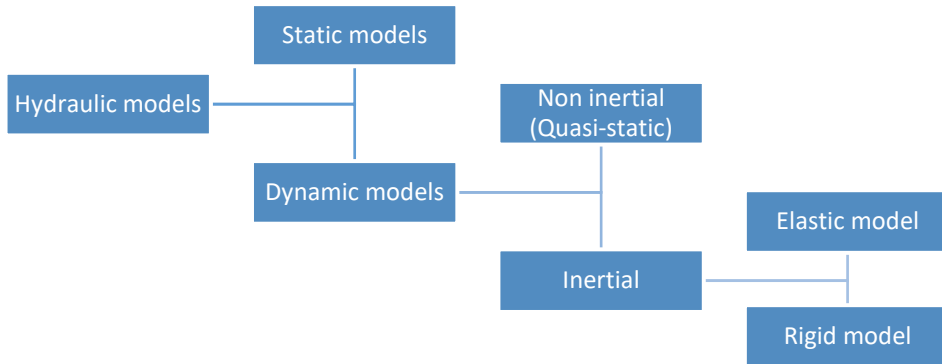 Static models
Hydraulic models
Non inertial
(Quasi-static)
Dynamic models
Elastic model
Inertial
Rigid model